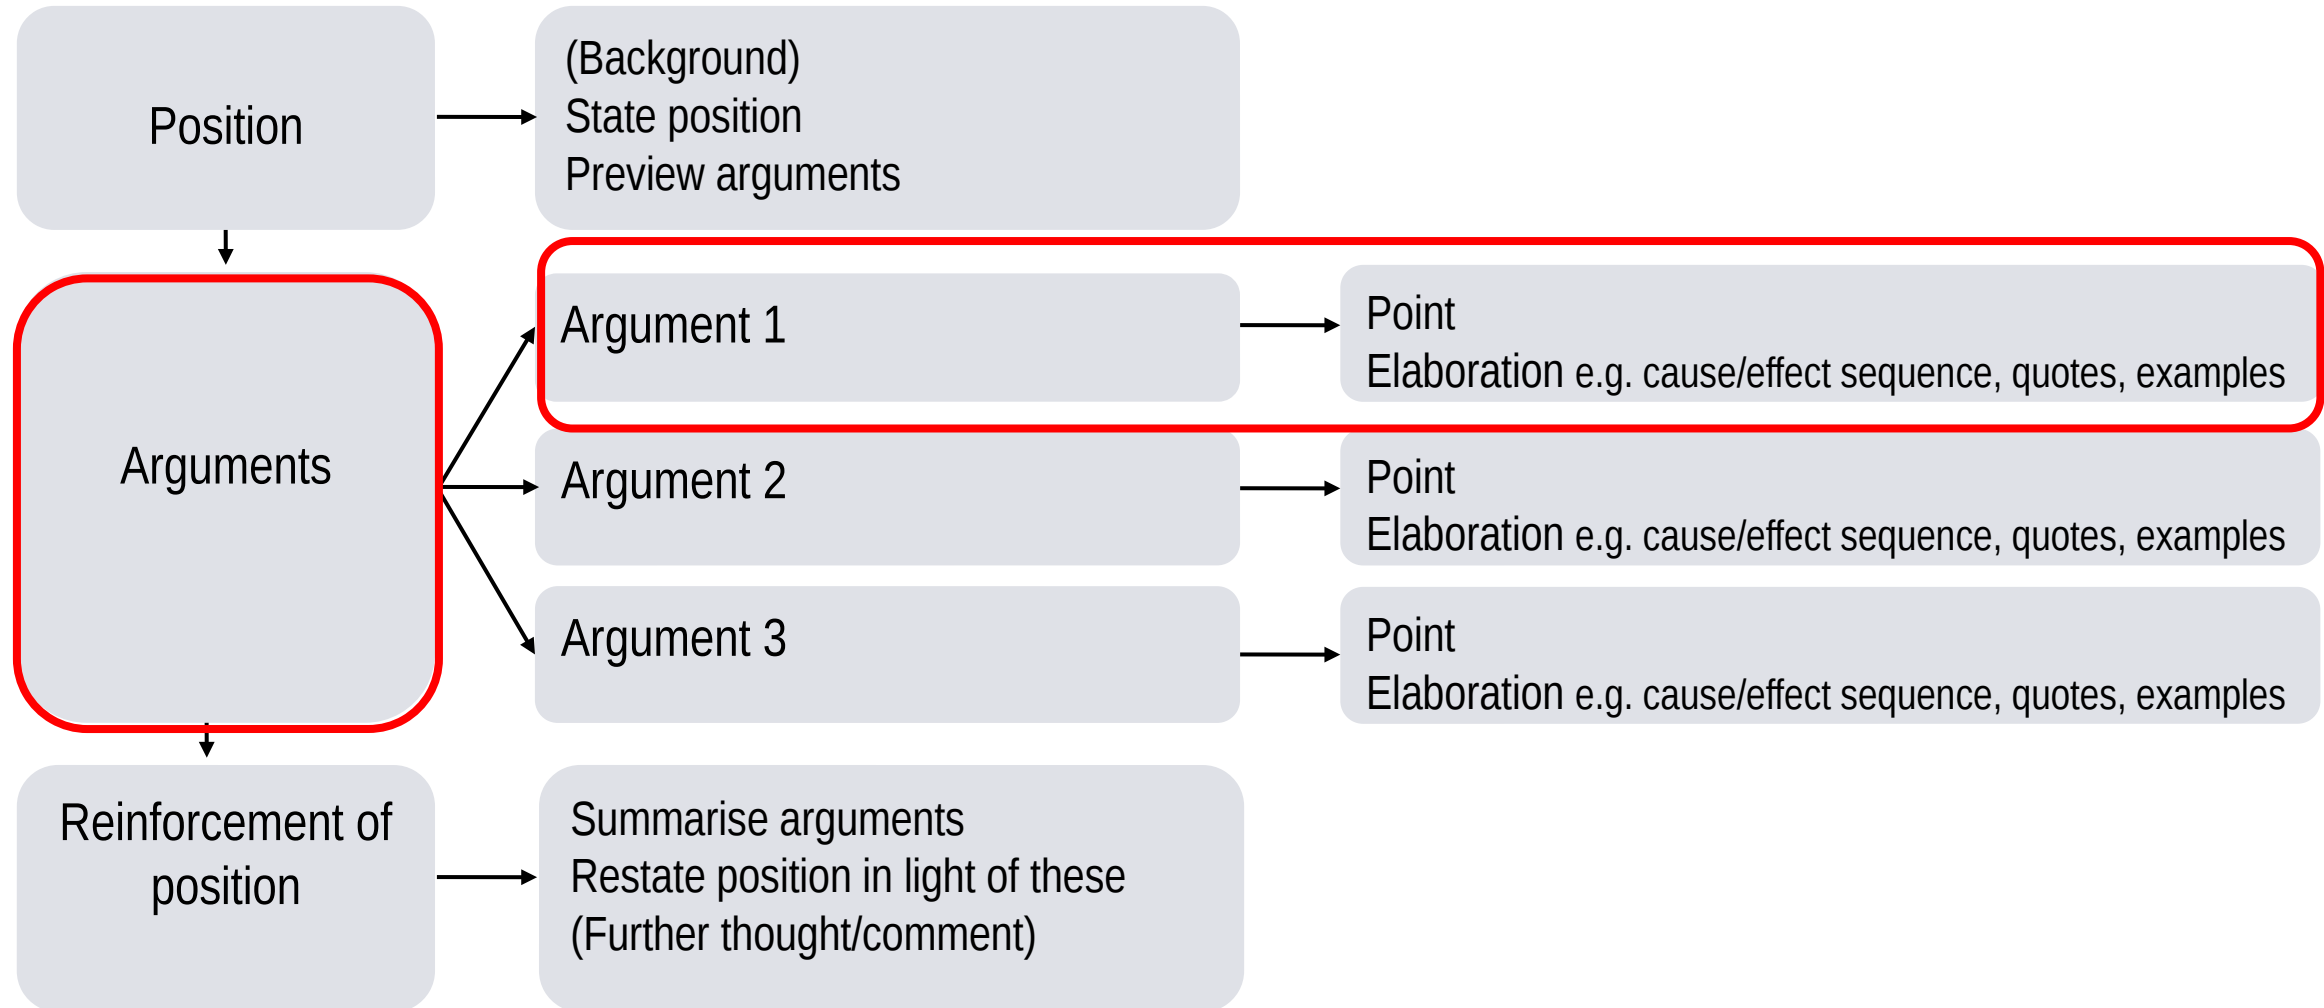 Position
(Background)
State position
Preview arguments
Arguments
Argument 1
Point
Elaboration e.g. cause/effect sequence, quotes, examples
Argument 2
Point
Elaboration e.g. cause/effect sequence, quotes, examples
Argument 3
Point
Elaboration e.g. cause/effect sequence, quotes, examples
Reinforcement of
position
Summarise arguments
Restate position in light of these
(Further thought/comment)